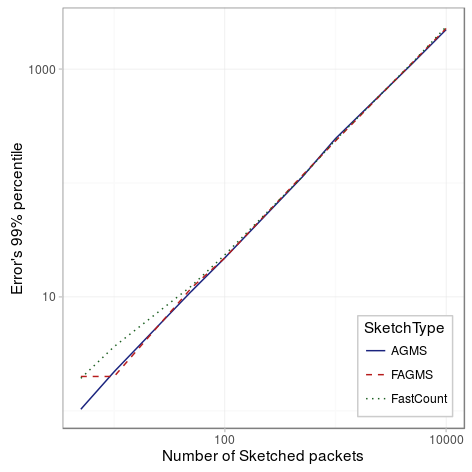 Error's 99% percentile
1000
10
100
10000
Number of Sketched packets
SketchType
AGMS
FAGMS
FastCount